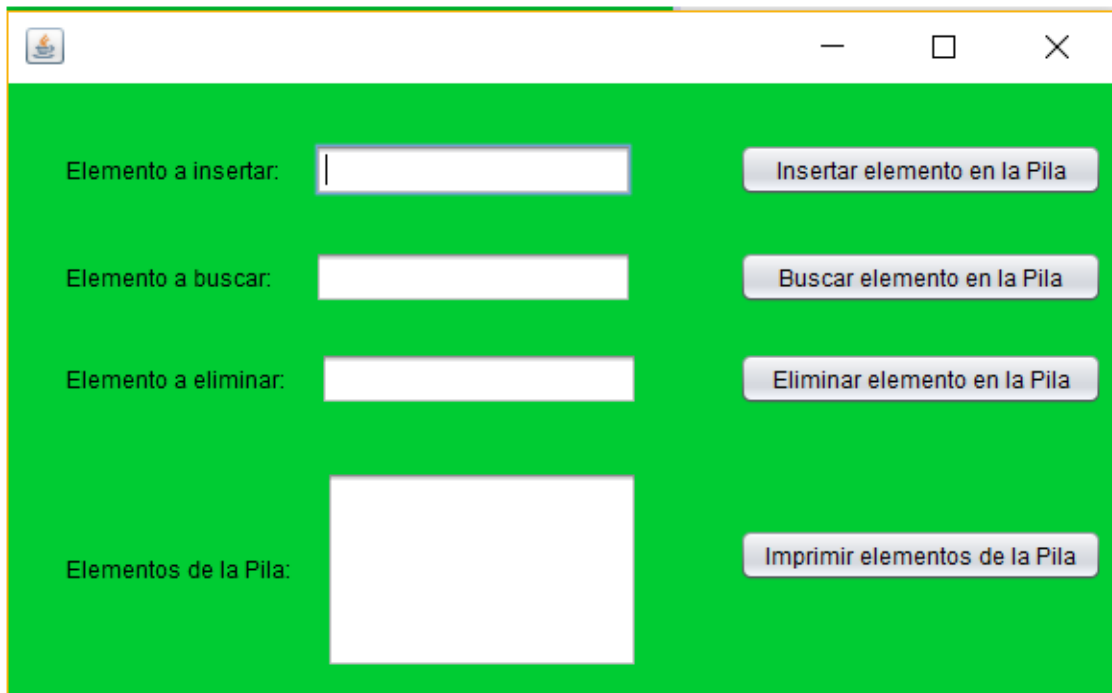 Elemento a insertar:
Insertar elemento en la Pila
Elemento a buscar:
Buscar elemento en la Pila
Elemento a eliminar:
Eliminar elemento en la Pila
Elementos de la Pila:
Imprimir elementos de la Pila